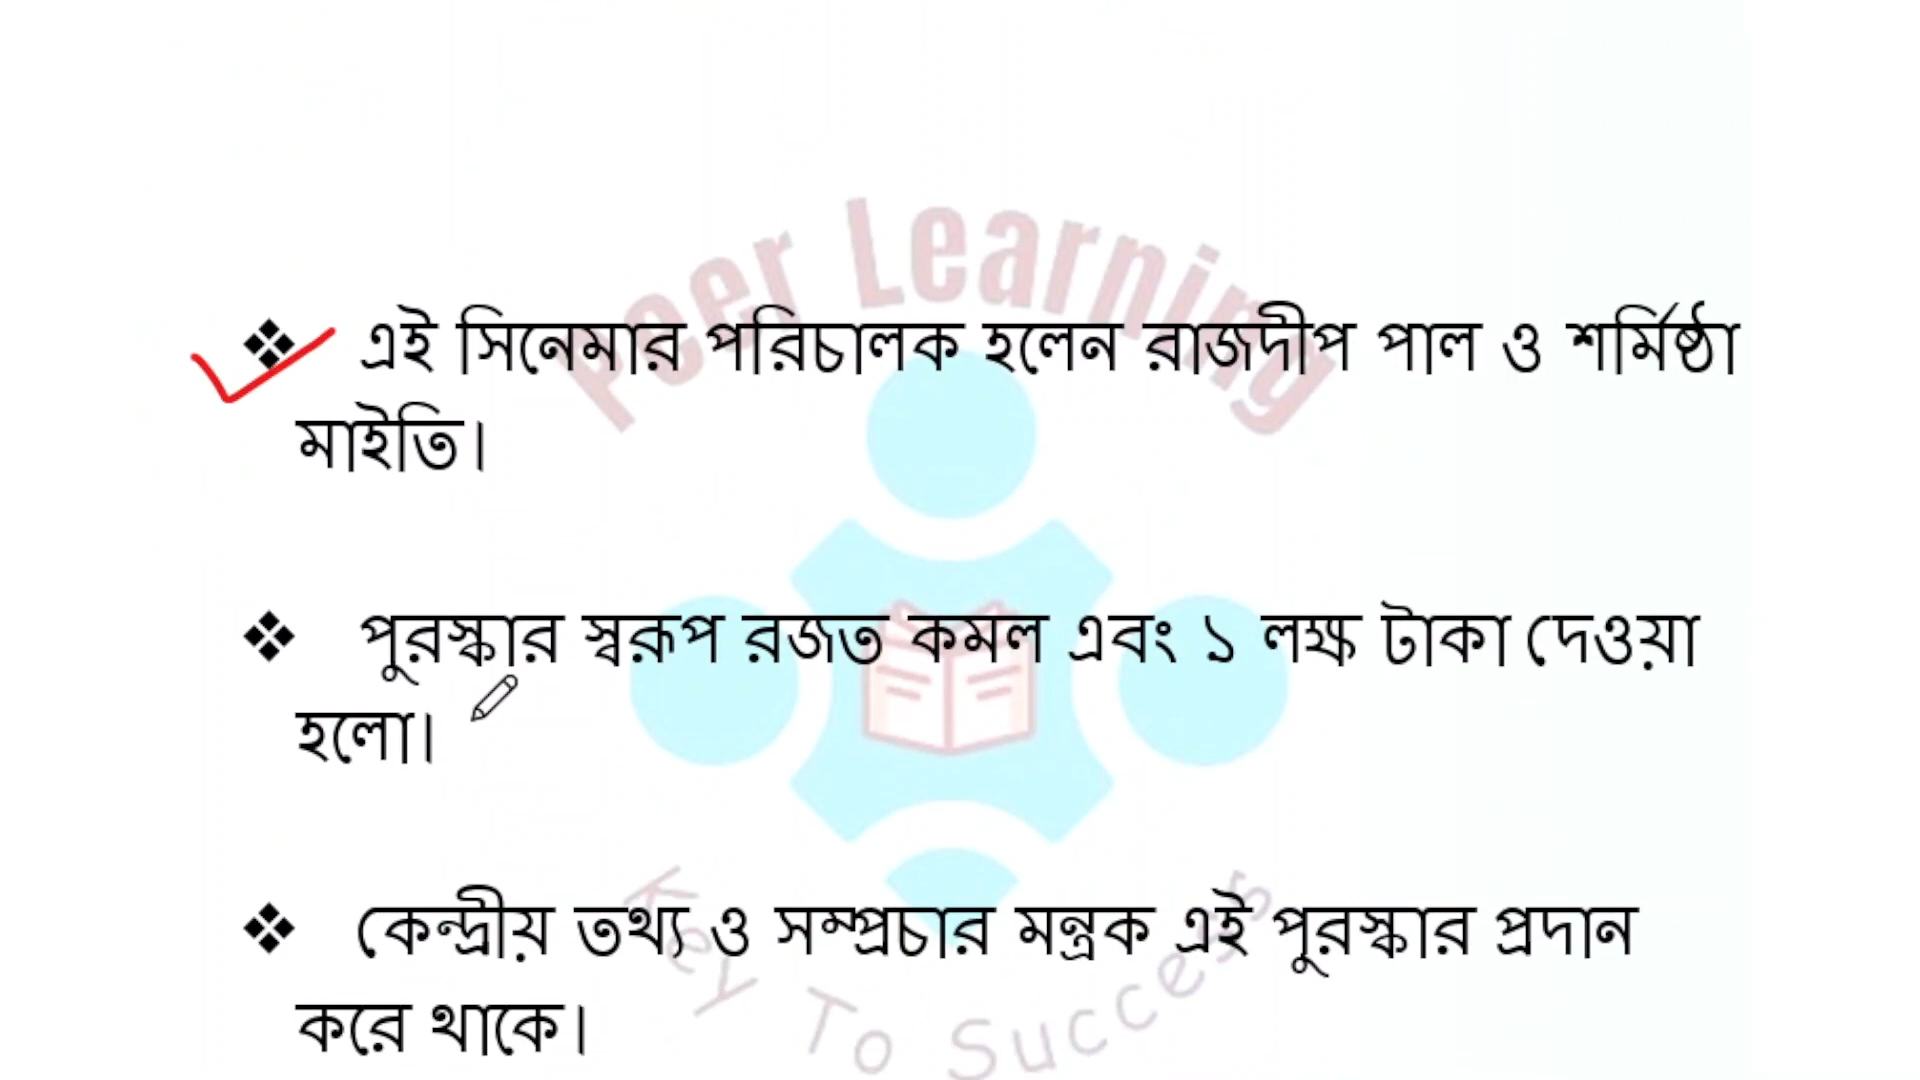 Peer Learning
❖ এই সিনেমার পরিচালক হলেন রাজদীপ পাল ও শর্মিষ্ঠা
মাইতি।
❖ পুরস্কার স্বরূপ রজত কমল এবং ১ লক্ষ টাকা দেওয়া
হলো।
❖ কেন্দ্রীয় তথ্য ও সম্প্রচার মন্ত্রক এই পুরস্কার প্রদান
করে থাকে।
Key To Success